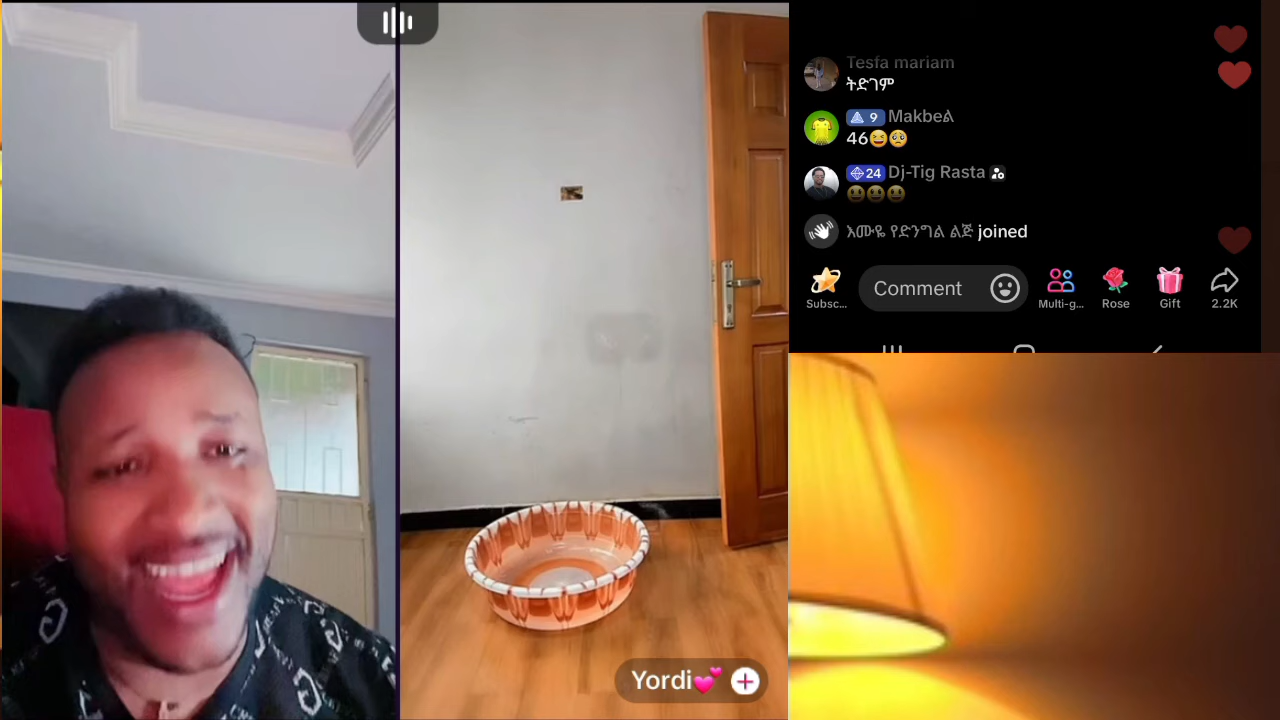 Tesfa mariam
ትድገም
9 Makbeል
46😆🥺
24 Dj-Tig Rasta
😀😀😀
እሙዬ የድንግል ልጅ joined
Comment
Subsc...
Multi-g...
Rose
Gift
2.2K
Yordi💕